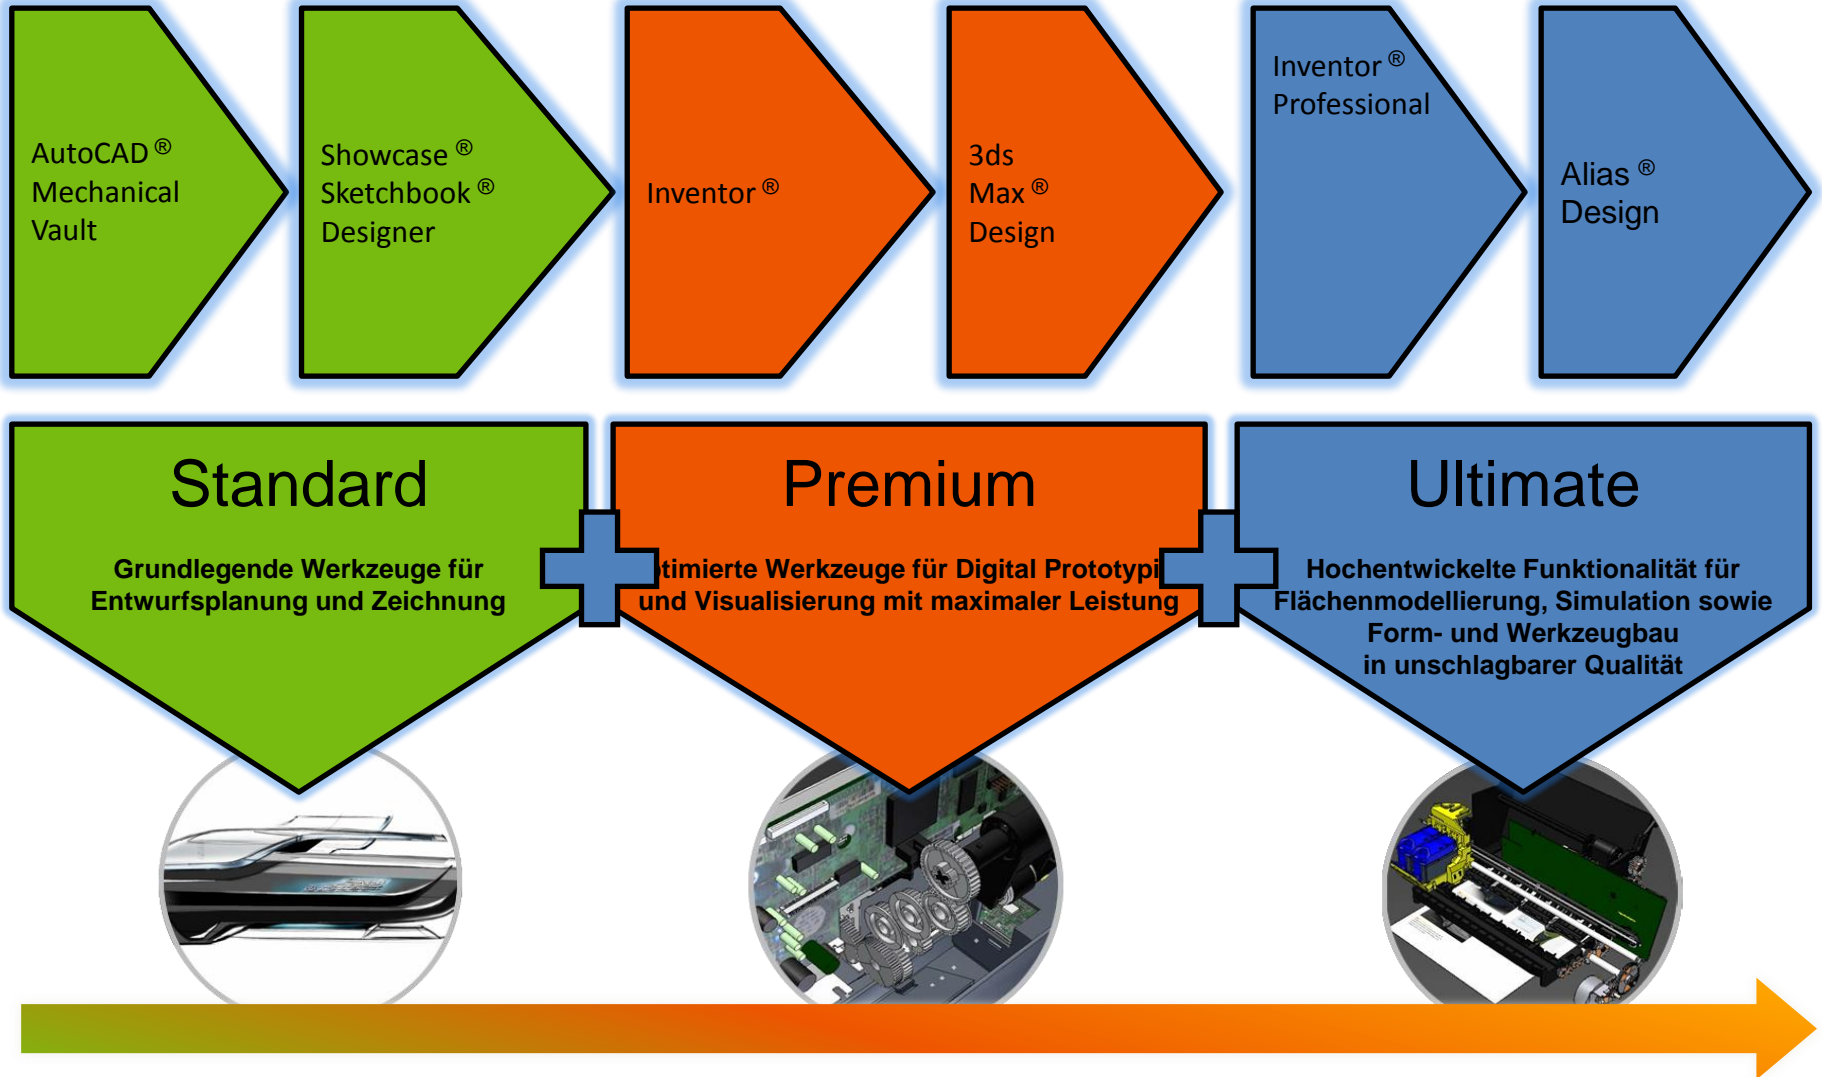 AutoCAD ®
Mechanical
Vault
Showcase ®
Sketchbook ®
Designer
Inventor ®
3ds
Max ®
Design
Inventor ®
Professional
Alias ®
Design
Standard
Grundlegende Werkzeuge für
Entwurfsplanung und Zeichnung
Premium
timierte Werkzeuge für Digital Prototypi
und Visualisierung mit maximaler Leistung
Ultimate
Hochentwickelte Funktionalität für
Flächenmodellierung, Simulation sowie
Form- und Werkzeugbau
in unschlagbarer Qualität